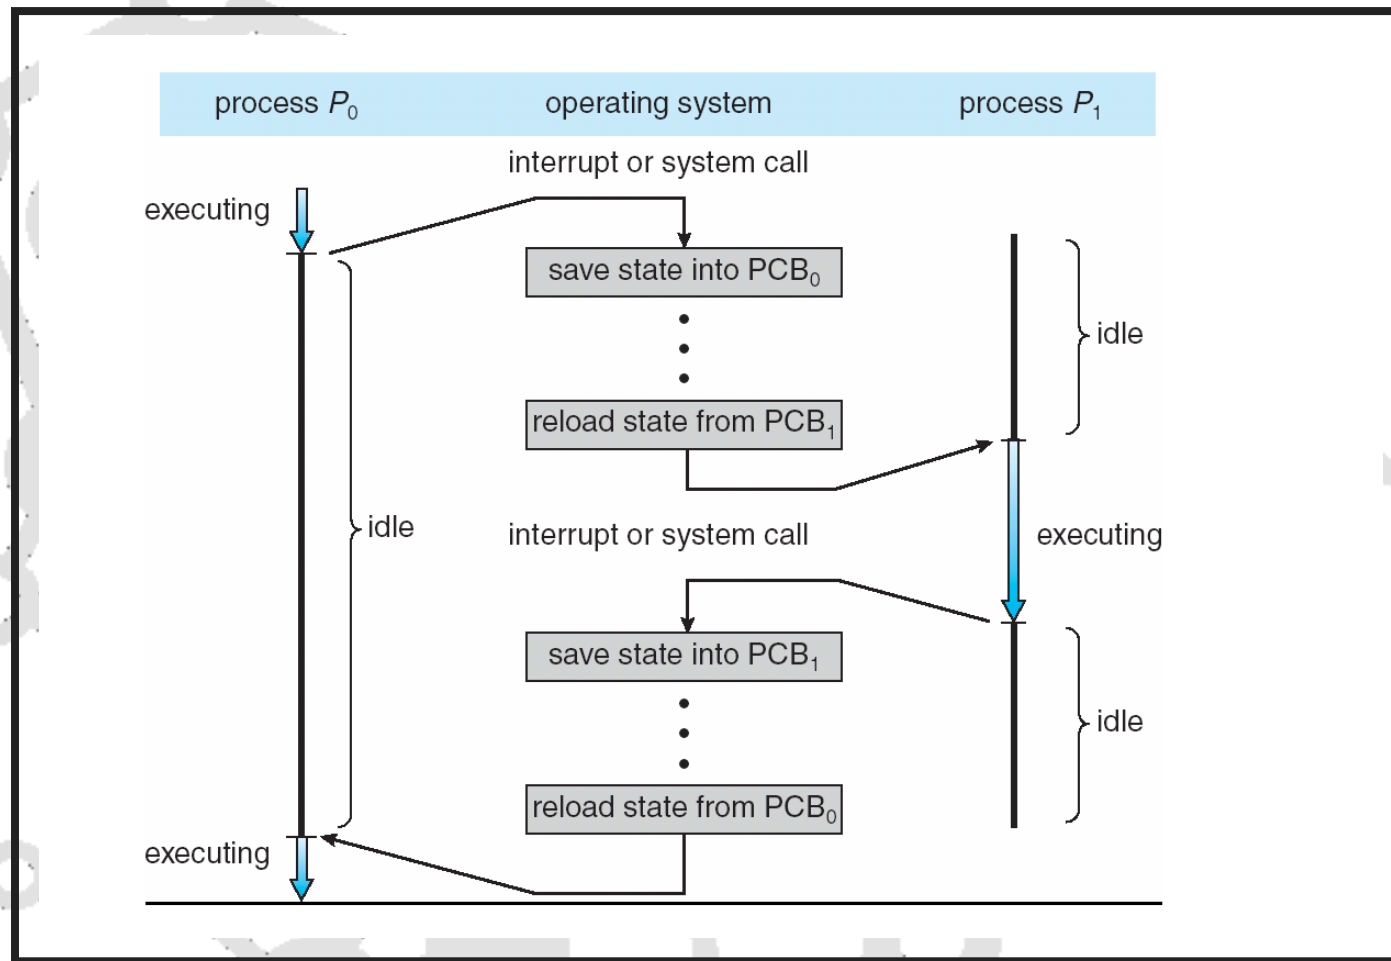 process P₀ operating system process P₁
interrupt or system call
executing
save state into PCB₀
idle
reload state from PCB₁
idle
interrupt or system call
executing
save state into PCB₁
idle
reload state from PCB₀
executing